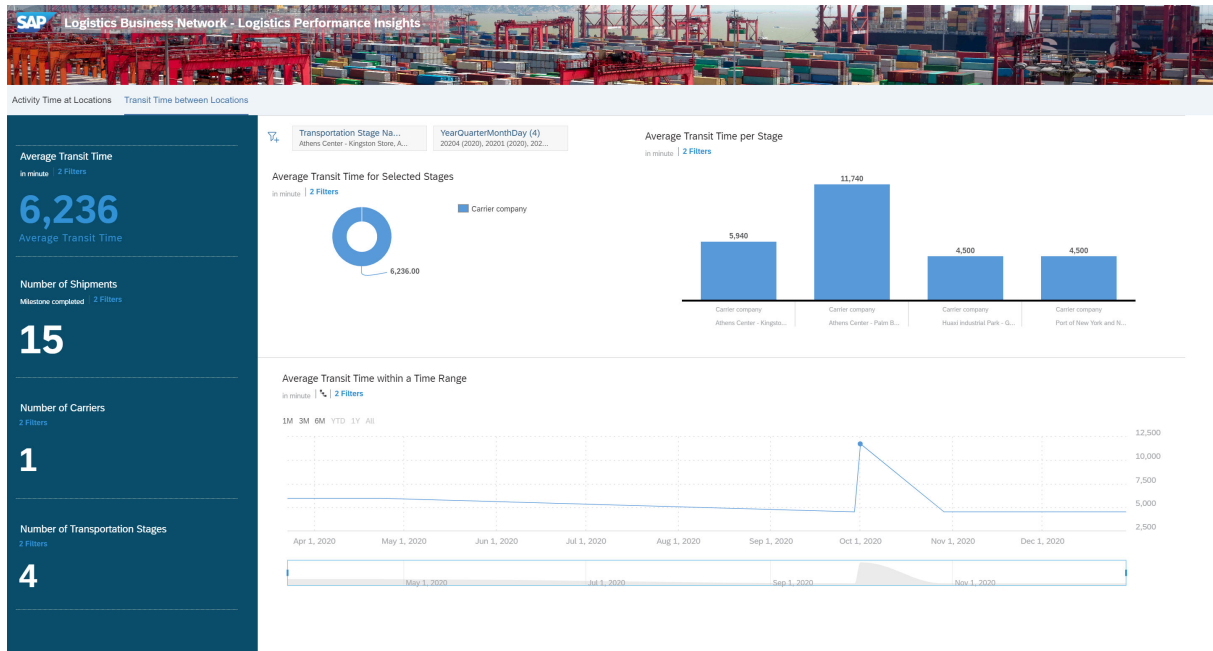 SAP Logistics Business Network - Logistics Performance Insights
Activity Time at Locations Transit Time between Locations
Average Transit Time
in minute 2 Filters
6,236
Average Transit Time
Number of Shipments
Milestone completed 2 Filters
15
Number of Carriers
2 Filters
1
Number of Transportation Stages
2 Filters
4
Transportation Stage Na...
Athens Center - Kingston Store, A...
YearQuarterMonthDay (4)
20204 (2020), 20201 (2020), 202...
Average Transit Time for Selected Stages
in minute 2 Filters
Carrier company
6,236.00
Average Transit Time per Stage
in minute 2 Filters
5,940
11,740
4,500
4,500
Carrier company Carrier company Carrier company Carrier company
Athens Center - Kingsto... Athens Center - Palm B... Huaxi Industrial Park - G... Port of New York and N...
Average Transit Time within a Time Range
in minute 2 Filters
1M 3M 6M YTD 1Y All
12,500
10,000
7,500
5,000
2,500
Apr 1, 2020 May 1, 2020 Jun 1, 2020 Jul 1, 2020 Aug 1, 2020 Sep 1, 2020 Oct 1, 2020 Nov 1, 2020 Dec 1, 2020
May 1, 2020 Jul 1, 2020 Sep 1, 2020 Nov 1, 2020